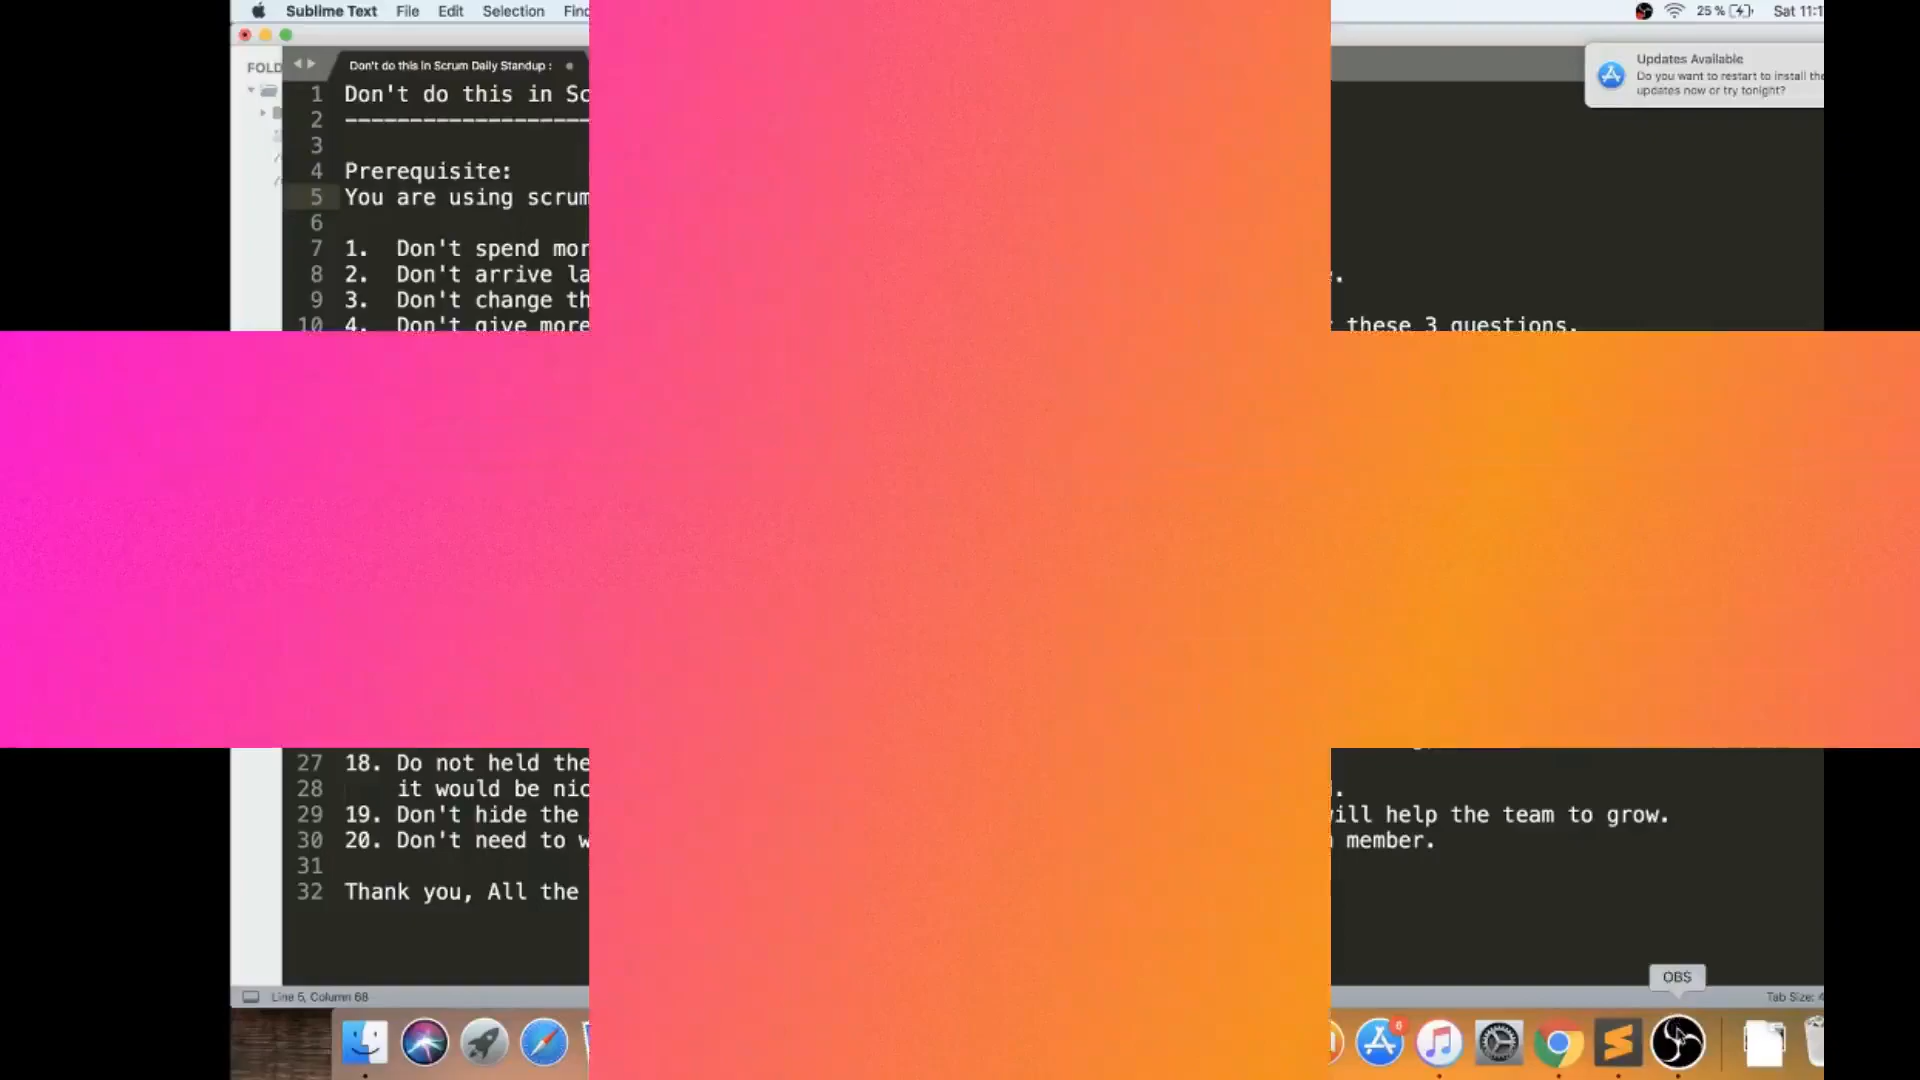 Sublime Text File Edit Selection Find
25% Sat 11:1
FOLD
Don't do this in Scrum Daily Standup :
Updates Available
Do you want to restart to install the
updates now or try tonight?
1 Don't do this in Sc
2 -------------------
3
4 Prerequisite:
5 You are using scrum
6
7 1. Don't spend mor
8 2. Don't arrive la
9 3. Don't change th
10 4. Don't give more these 3 questions.
27 18. Do not held the
28 it would be nic
29 19. Don't hide the will help the team to grow.
30 20. Don't need to w member.
31
32 Thank you, All the
OBS
Line 5, Column 68 Tab Size: 4
6